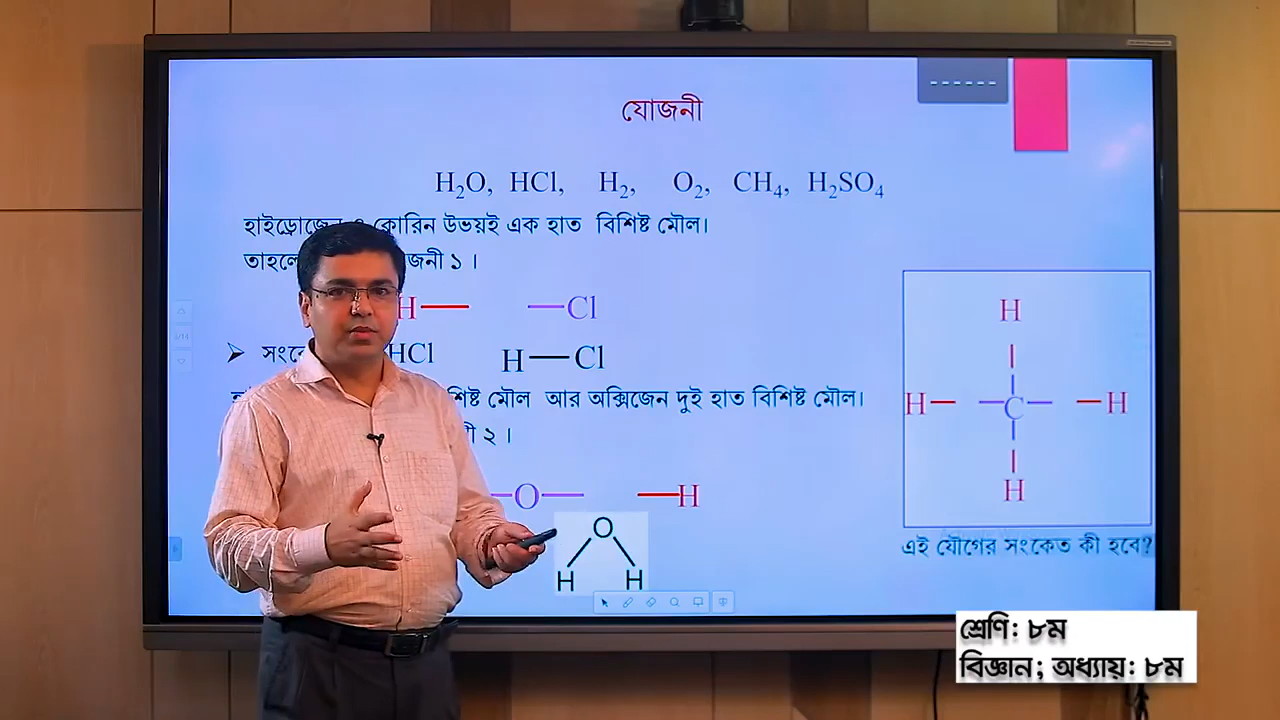 ------
যোজনী
H₂O, HCl, H₂, O₂, CH₄, H₂SO₄
হাইড্রোজেন ও ক্লোরিন উভয়ই এক হাত বিশিষ্ট মৌল।
তাহলে জনী ১ ।
H — — Cl
➤ সংকে HCl H — Cl
শিষ্ট মৌল আর অক্সিজেন দুই হাত বিশিষ্ট মৌল।
ী ২ ।
— O — — H
O
H H
H
H — — C — — H
H
এই যৌগের সংকেত কী হবে?
শ্রেণি: ৮ম
বিজ্ঞান; অধ্যায়: ৮ম